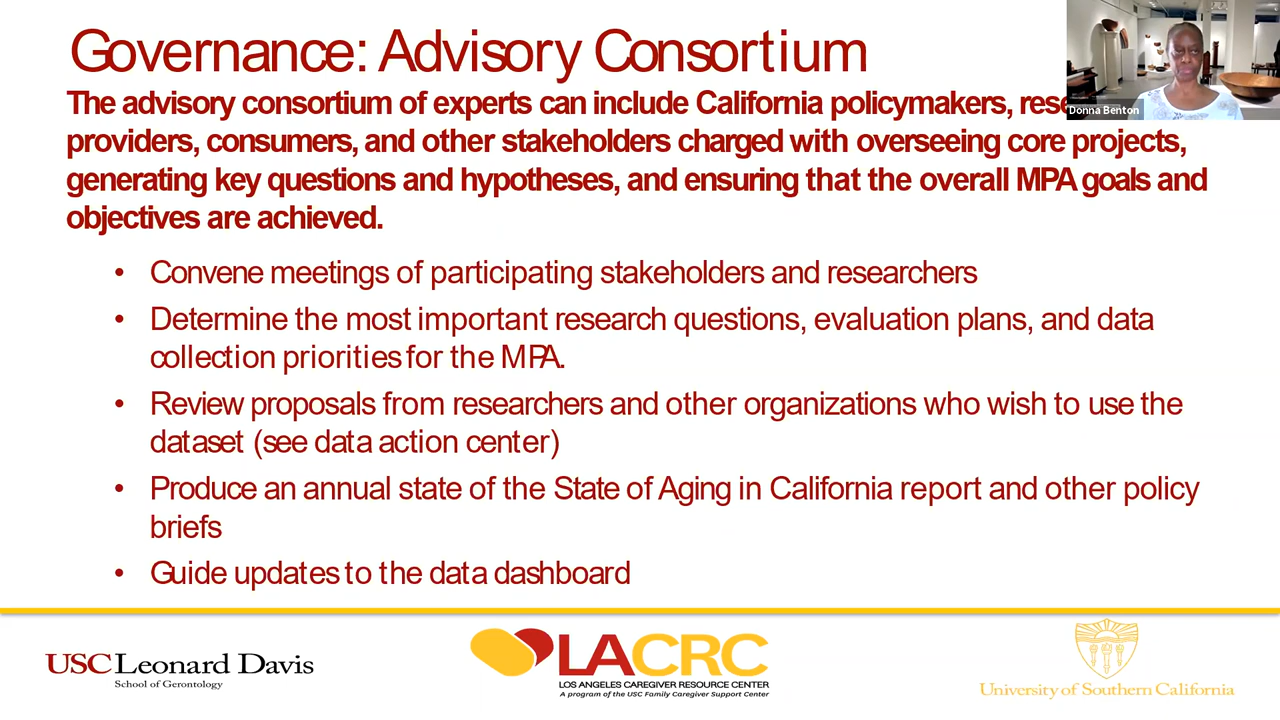 Governance: Advisory Consortium
The advisory consortium of experts can include California policymakers,
Donna Benton
providers, consumers, and other stakeholders charged with overseeing core projects,
generating key questions and hypotheses, and ensuring that the overall MPA goals and
objectives are achieved.
• Convene meetings of participating stakeholders and researchers
• Determine the most important research questions, evaluation plans, and data
collection priorities for the MPA.
• Review proposals from researchers and other organizations who wish to use the
dataset (see data action center)
• Produce an annual state of the State of Aging in California report and other policy
briefs
• Guide updates to the data dashboard
USC Leonard Davis
School of Gerontology
LACRC
LOS ANGELES CAREGIVER RESOURCE CENTER
A program of the USC Family Caregiver Support Center
University of Southern California